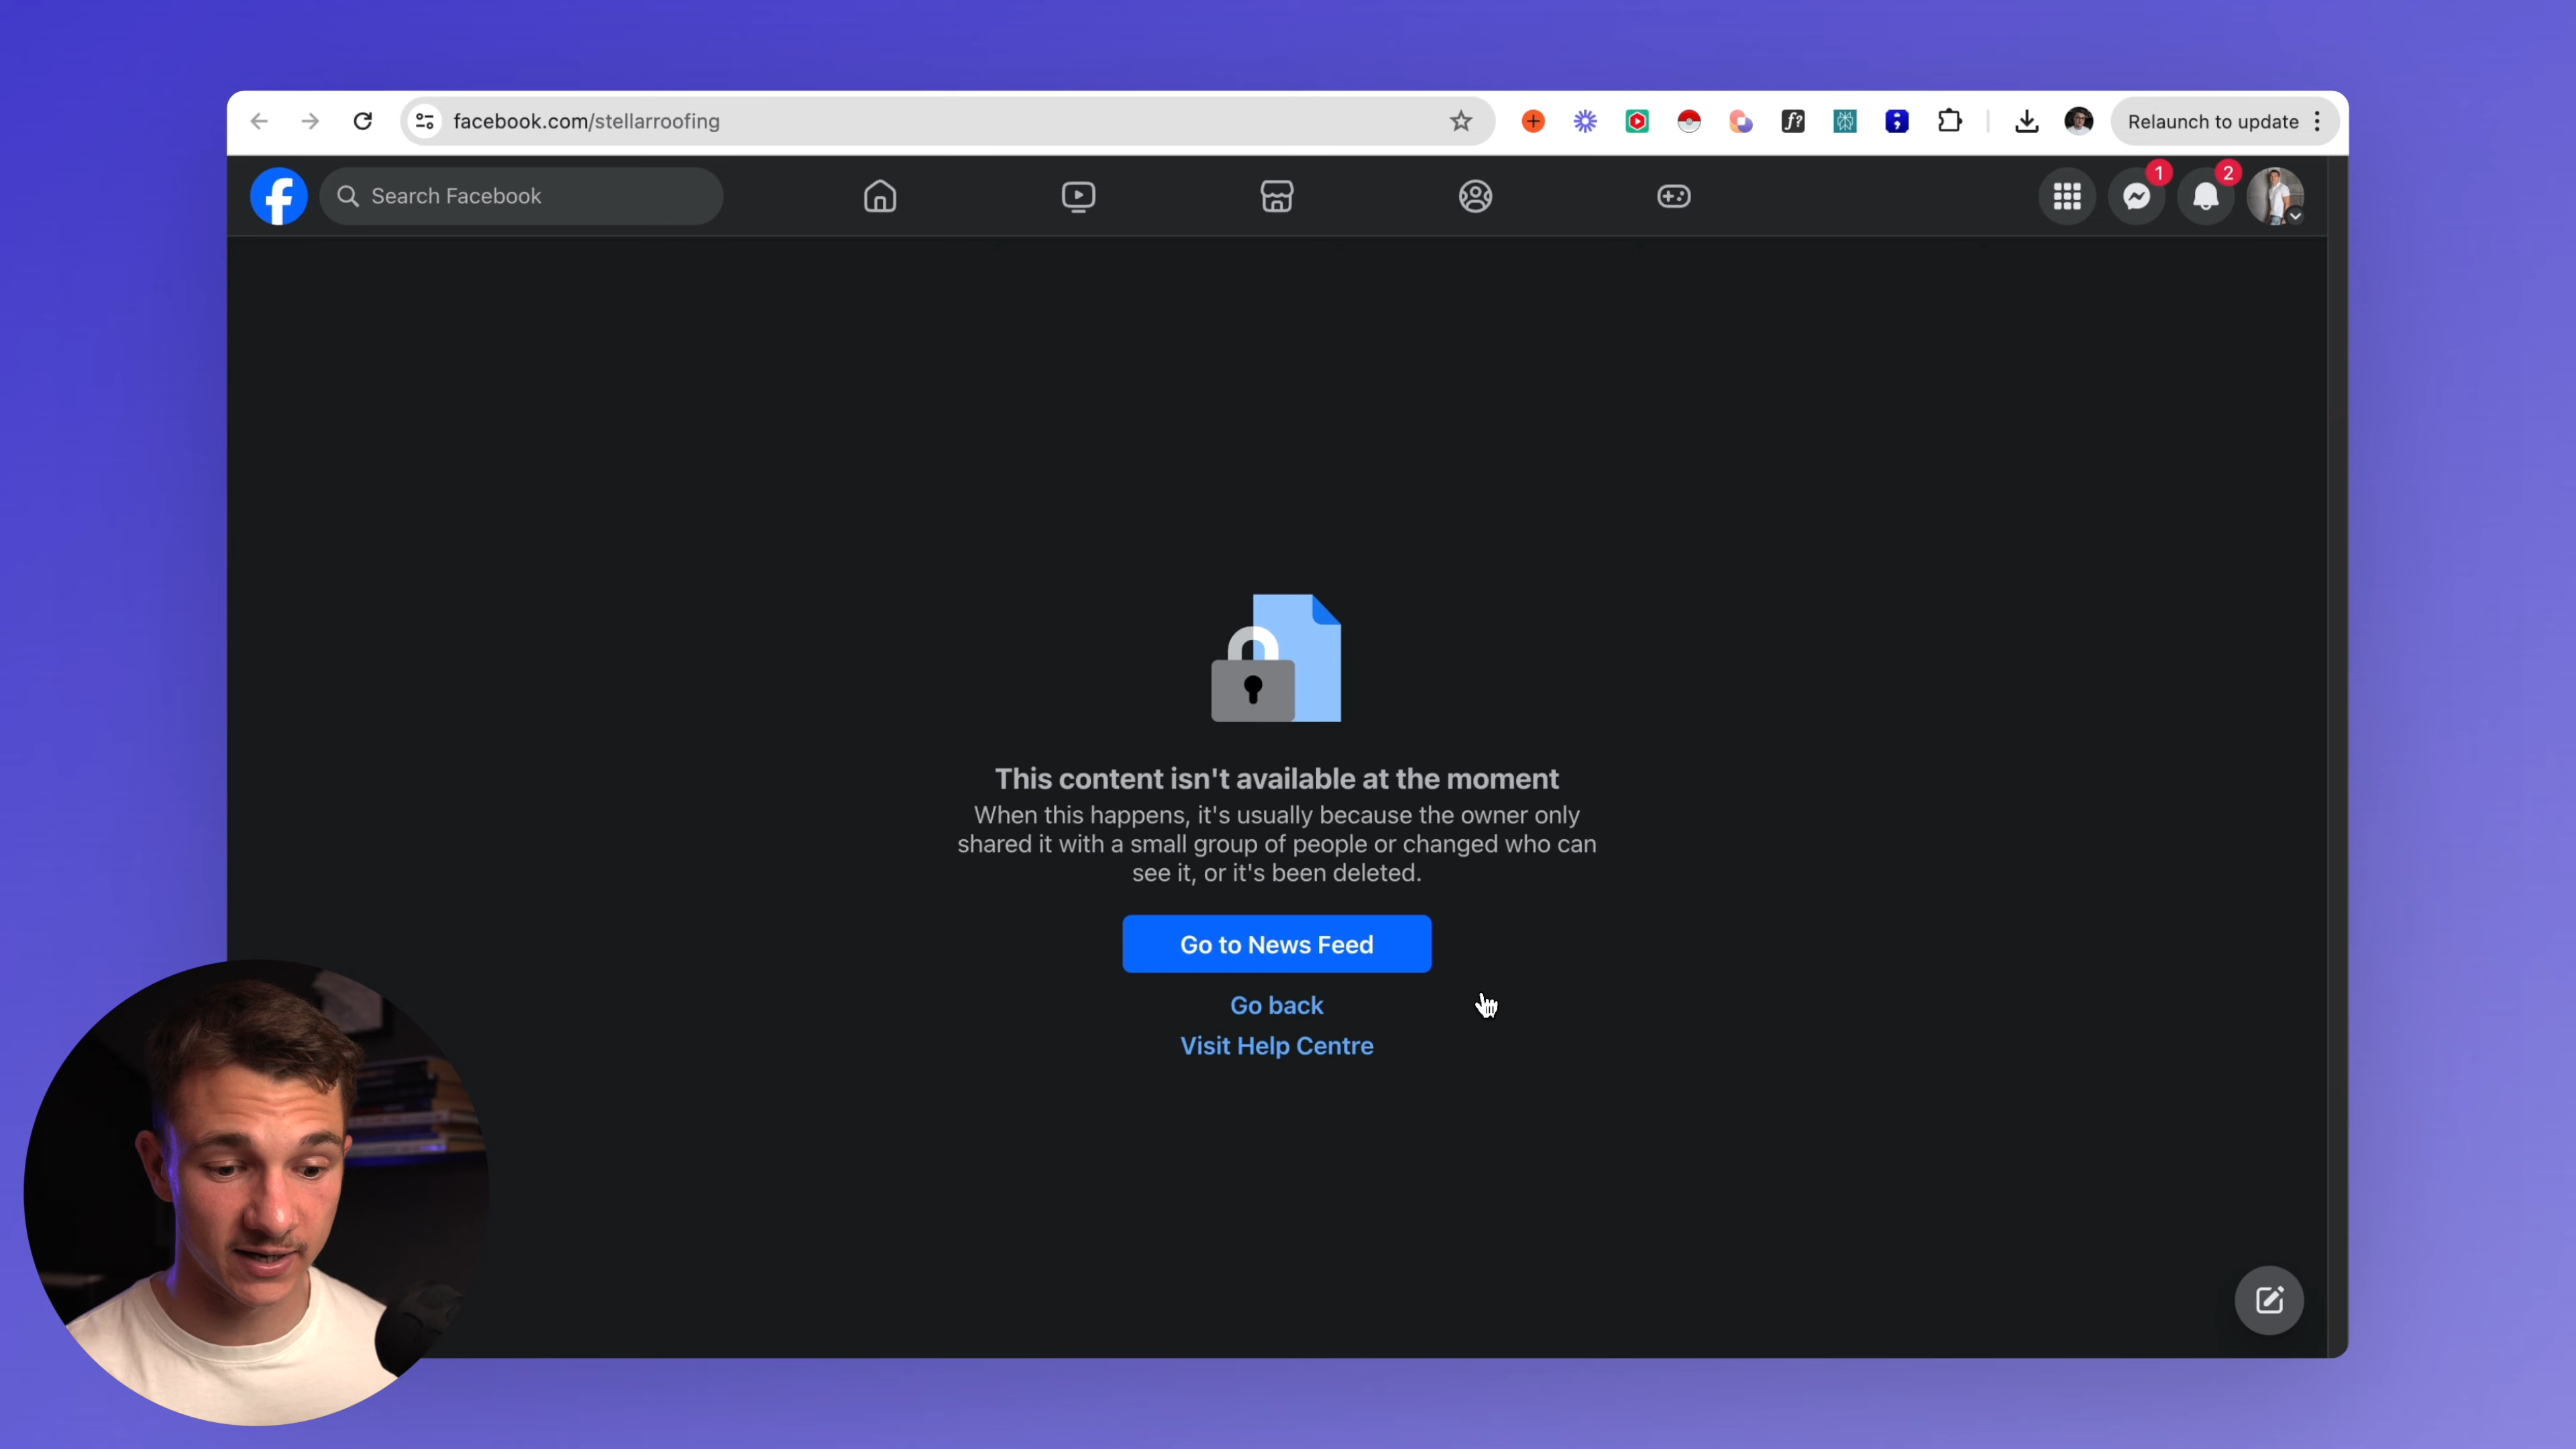 facebook.com/stellarroofing
Relaunch to update
Search Facebook
1
2
This content isn't available at the moment
When this happens, it's usually because the owner only
shared it with a small group of people or changed who can
see it, or it's been deleted.
Go to News Feed
Go back
Visit Help Centre